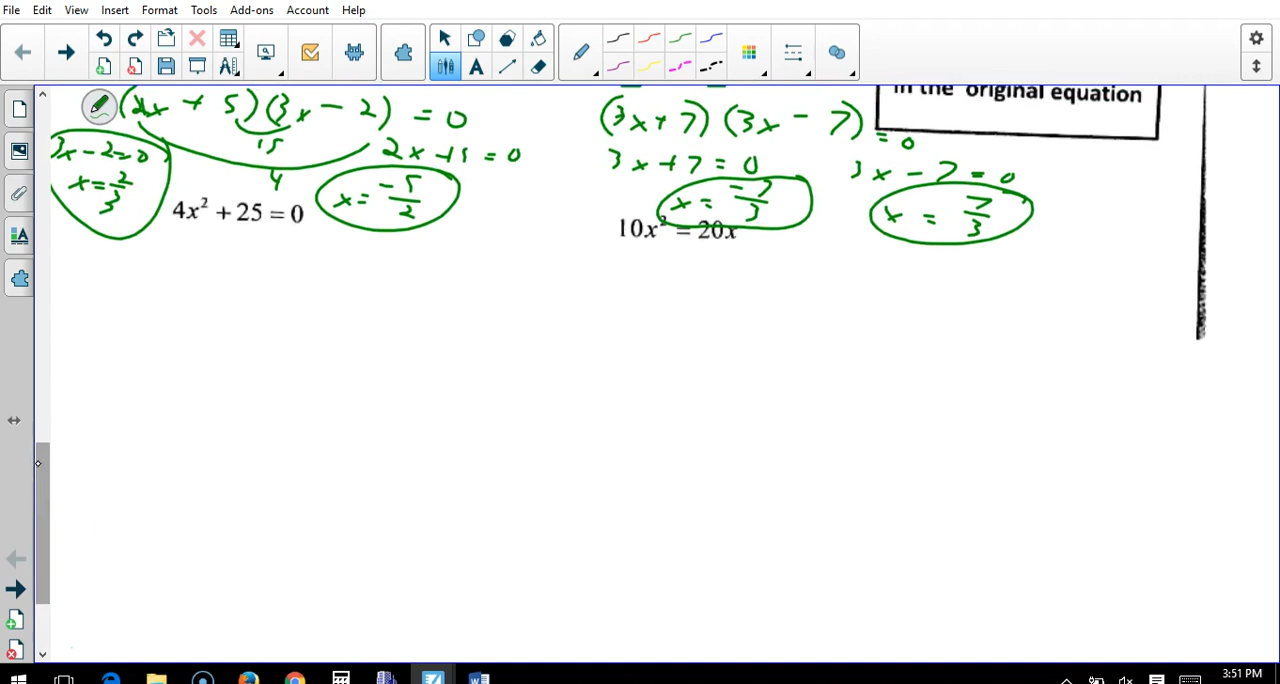 File Edit View Insert Format Tools Add-ons Account Help
(2x + 5)(3x - 2) = 0
15
4
3x - 2 = 0
x = 2/3
2x + 5 = 0
x = -5/2
4x² + 25 = 0
(3x + 7)(3x - 7) = 0
3x + 7 = 0
x = -7/3
3x - 7 = 0
x = 7/3
10x² = 20x
in the original equation
3:51 PM